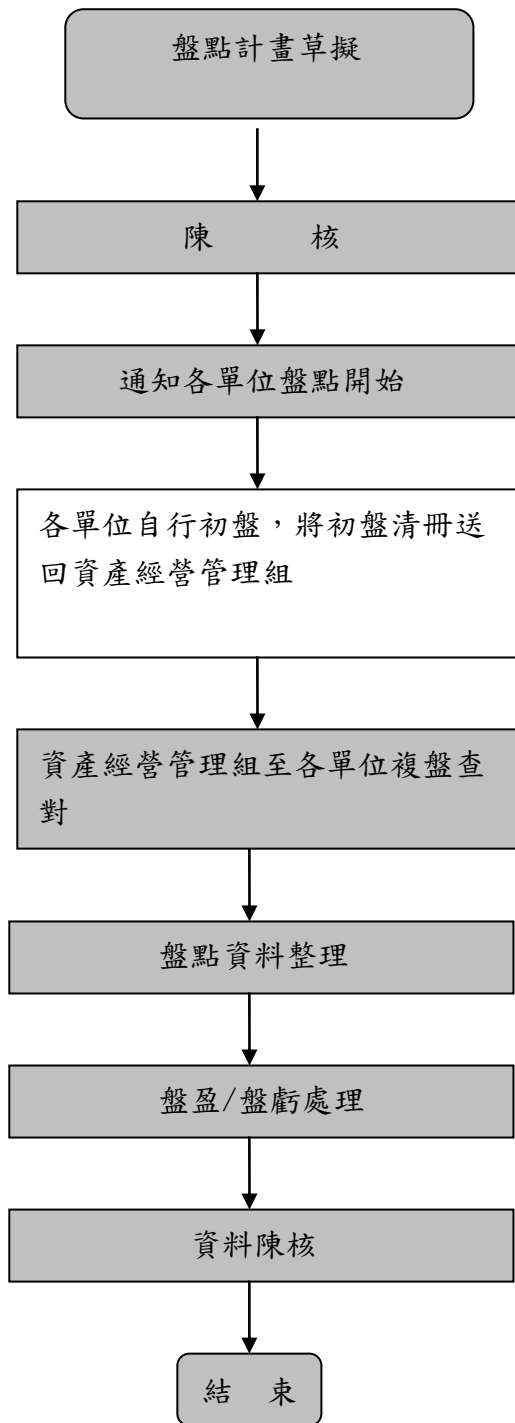 盤點計畫草擬
陳　　核
通知各單位盤點開始
各單位自行初盤，將初盤清冊送
回資產經營管理組
資產經營管理組至各單位複盤查
對
盤點資料整理
盤盈/盤虧處理
資料陳核
結　束